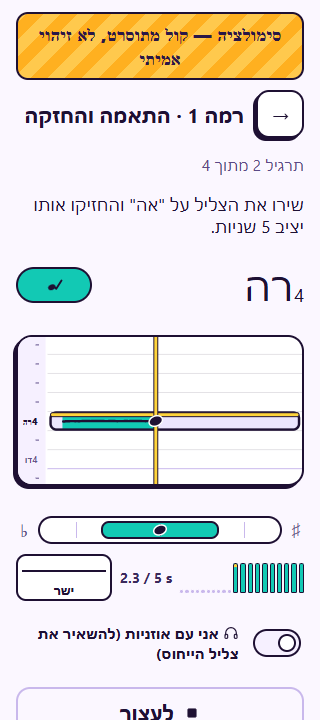 סימולציה — קול מתוסרט, לא זיהוי
אמיתי
רמה 1 · התאמה והחזקה
→
תרגיל 2 מתוך 4
שירו את הצליל על "אה" והחזיקו אותו
יציב 5 שניות.
רה4
רה4
דו4
♭
♯
ישר
2.3 / 5 s
אני עם אוזניות (להשאיר את
צליל הייחוס)
לעצור